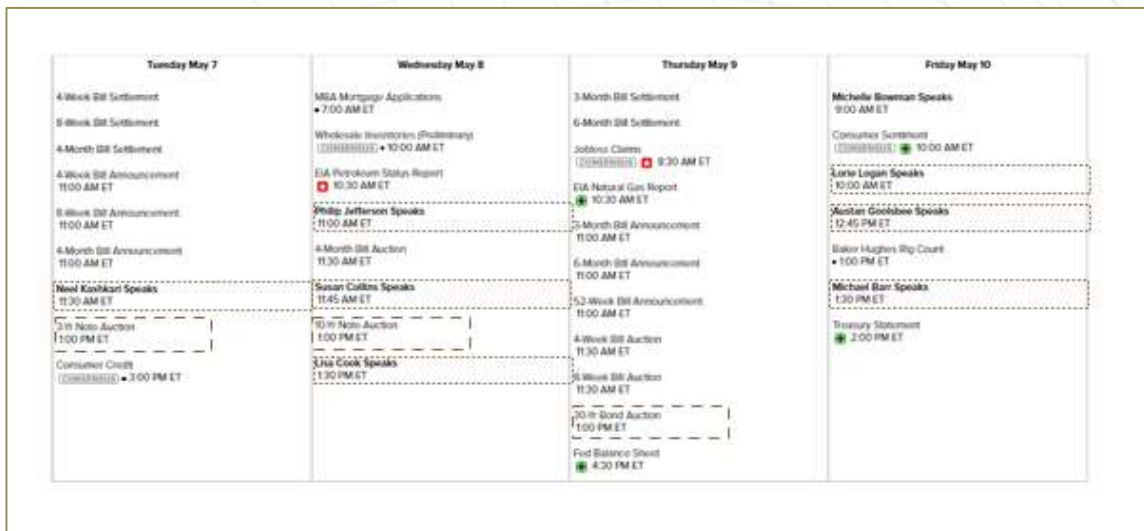 Tuesday May 7
4-Week Bill Settlement
8-Week Bill Settlement
4-Month Bill Settlement
4-Week Bill Announcement
11:00 AM ET
8-Week Bill Announcement
11:00 AM ET
4-Month Bill Announcement
11:00 AM ET
Neel Kashkari Speaks
11:30 AM ET
3-Yr Note Auction
1:00 PM ET
Consumer Credit
CONSENSUS 3:00 PM ET
Wednesday May 8
MBA Mortgage Applications
7:00 AM ET
Wholesale Inventories (Preliminary)
CONSENSUS 10:00 AM ET
EIA Petroleum Status Report
10:30 AM ET
Philip Jefferson Speaks
11:00 AM ET
4-Month Bill Auction
11:30 AM ET
Susan Collins Speaks
11:45 AM ET
10-Yr Note Auction
1:00 PM ET
Lisa Cook Speaks
1:30 PM ET
Thursday May 9
3-Month Bill Settlement
6-Month Bill Settlement
Jobless Claims
CONSENSUS 8:30 AM ET
EIA Natural Gas Report
10:30 AM ET
3-Month Bill Announcement
11:00 AM ET
6-Month Bill Announcement
11:00 AM ET
52-Week Bill Announcement
11:00 AM ET
4-Week Bill Auction
11:30 AM ET
8-Week Bill Auction
11:30 AM ET
30-Yr Bond Auction
1:00 PM ET
Fed Balance Sheet
4:30 PM ET
Friday May 10
Michelle Bowman Speaks
9:00 AM ET
Consumer Sentiment
CONSENSUS 10:00 AM ET
Lorie Logan Speaks
10:00 AM ET
Austan Goolsbee Speaks
12:45 PM ET
Baker Hughes Rig Count
1:00 PM ET
Michael Barr Speaks
1:30 PM ET
Treasury Statement
2:00 PM ET